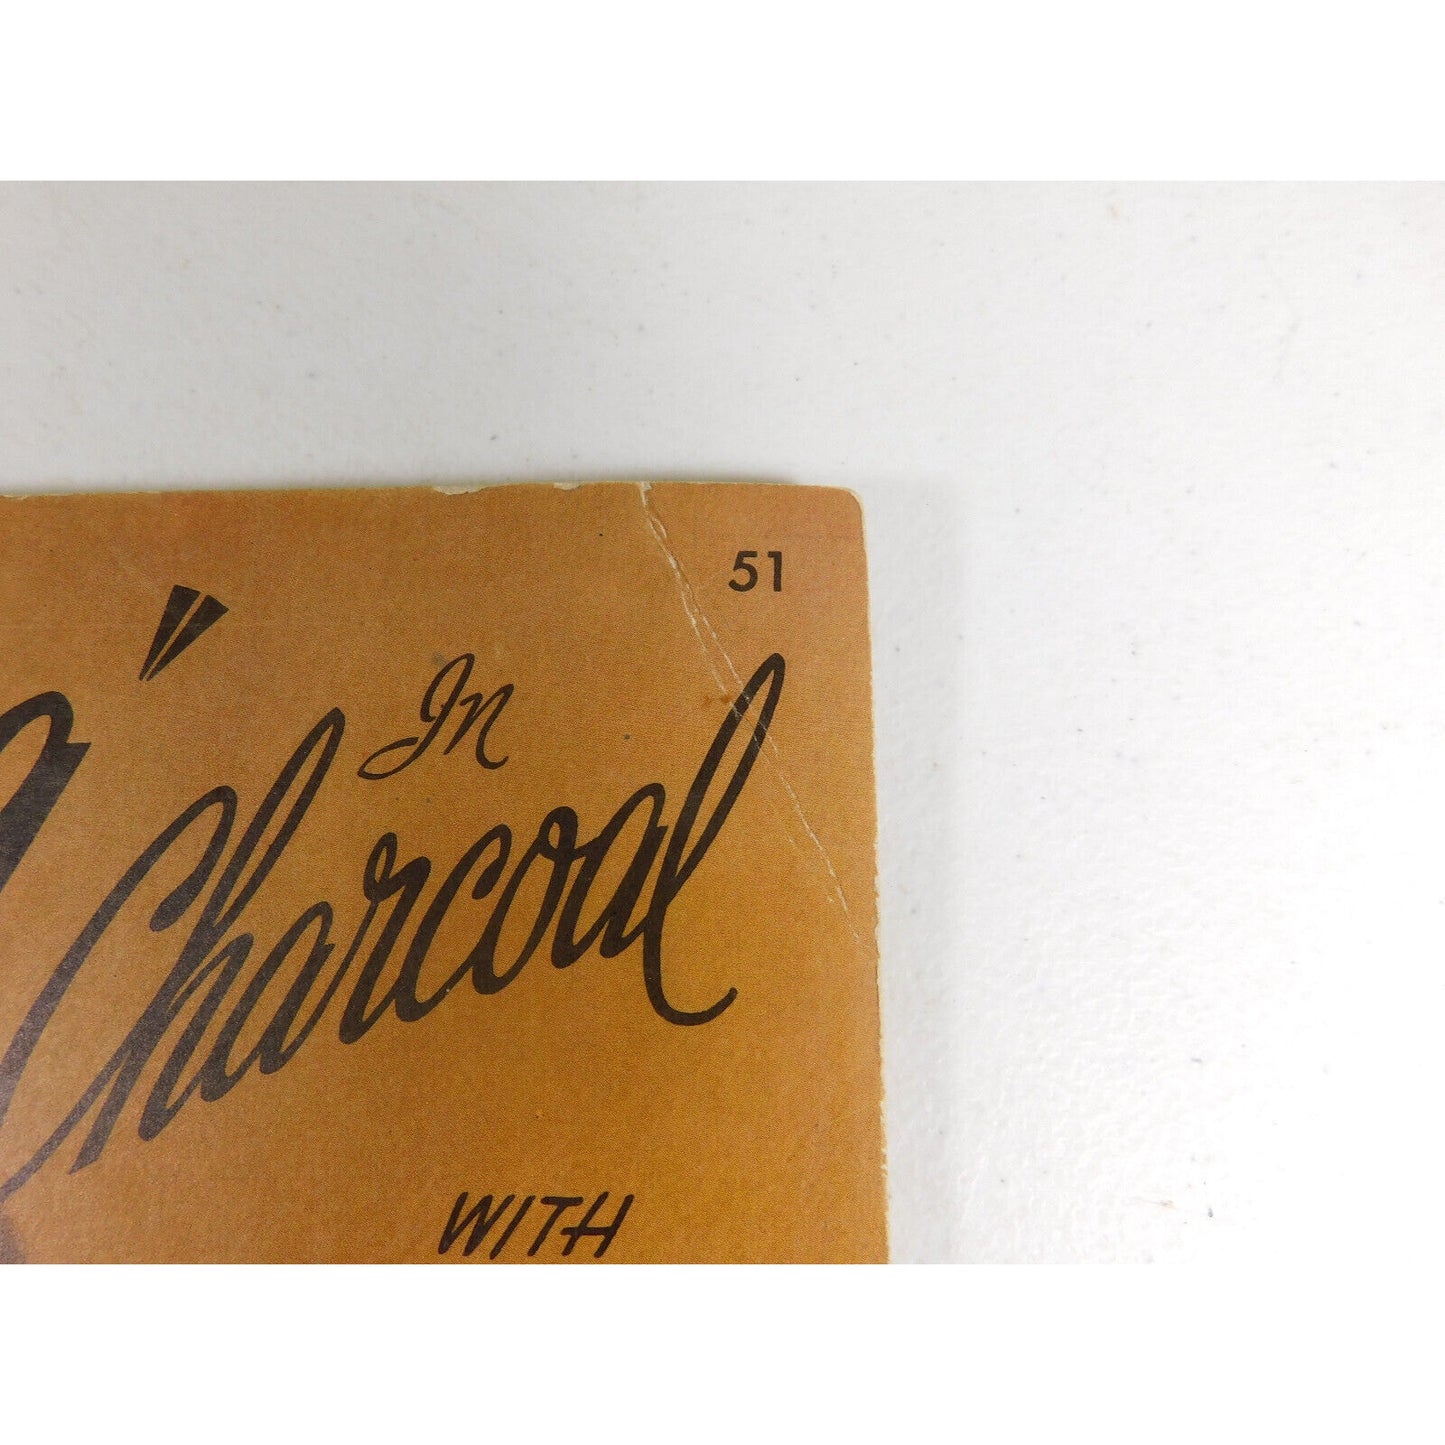 51
"
In
Charcoal
WITH